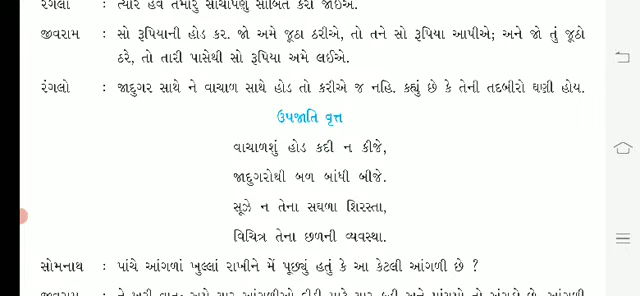 રંગલો : ત્યારે હવે તમારું સાચાપણું સાબિત કરી જોઈએ.
જીવરામ : સો રૂપિયાની હોડ કર. જો અમે જૂઠા ઠરીએ, તો તને સો રૂપિયા આપીએ; અને જો તું જૂઠો
ઠરે, તો તારી પાસેથી સો રૂપિયા અમે લઈએ.
રંગલો : જાદુગર સાથે ને વાચાળ સાથે હોડ તો કરીએ જ નહિ. કહ્યું છે કે તેની તદબીરો ઘણી હોય.
ઉપજાતિ વૃત્ત
વાચાળશું હોડ કદી ન કીજે,
જાદુગરોથી બળ બાંધી બીજે.
સૂઝે ન તેના સઘળા શિરસ્તા,
વિચિત્ર તેના છળની વ્યવસ્થા.
સોમનાથ : પાંચે આંગળાં ખુલ્લાં રાખીને મેં પૂછ્યું હતું કે આ કેટલી આંગળી છે ?
જીવરામ :